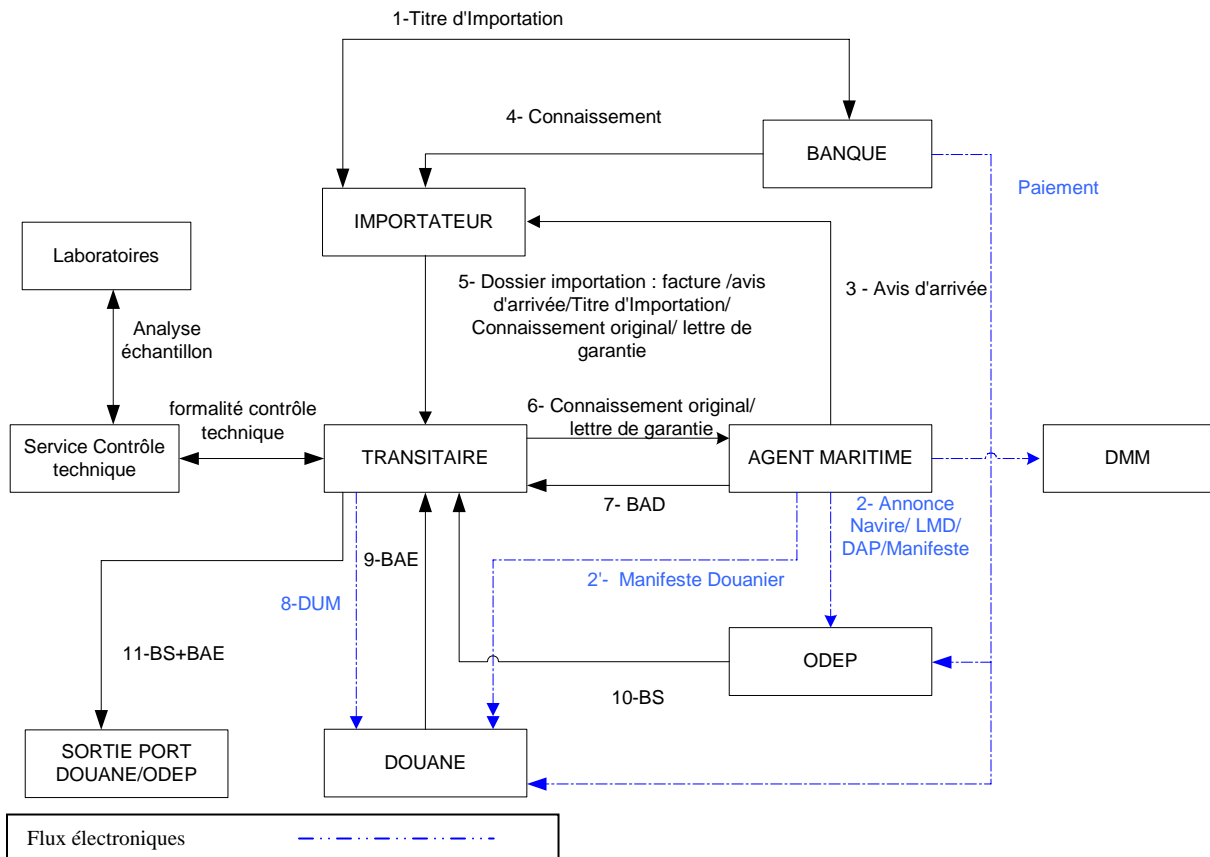 1-Titre d'Importation
4- Connaissement
BANQUE
Paiement
IMPORTATEUR
Laboratoires
5- Dossier importation : facture /avis
d'arrivée/Titre d'Importation/
Connaissement original/ lettre de
garantie
3 - Avis d'arrivée
Analyse
échantillon
formalité contrôle
technique
6- Connaissement original/
lettre de garantie
Service Contrôle
technique
TRANSITAIRE
AGENT MARITIME
DMM
7- BAD
2- Annonce
Navire/ LMD/
DAP/Manifeste
9-BAE
2'- Manifeste Douanier
8-DUM
11-BS+BAE
ODEP
10-BS
SORTIE PORT
DOUANE/ODEP
DOUANE
Flux électroniques